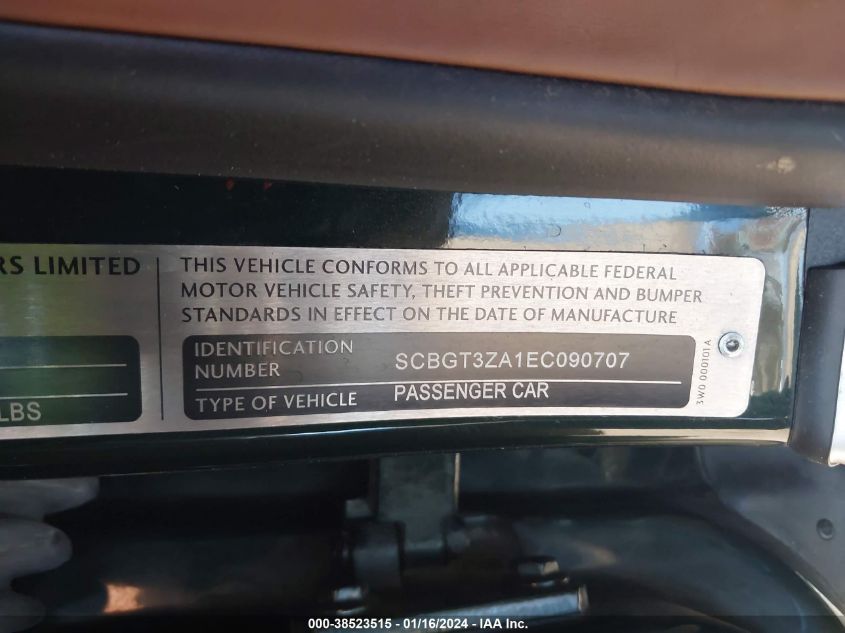 RS LIMITED
THIS VEHICLE CONFORMS TO ALL APPLICABLE FEDERAL
MOTOR VEHICLE SAFETY, THEFT PREVENTION AND BUMPER
STANDARDS IN EFFECT ON THE DATE OF MANUFACTURE
IDENTIFICATION
NUMBER
SCBGT3ZA1EC090707
TYPE OF VEHICLE
PASSENGER CAR
LBS
3W0 000101A
000-38523515 - 01/16/2024 - IAA Inc.